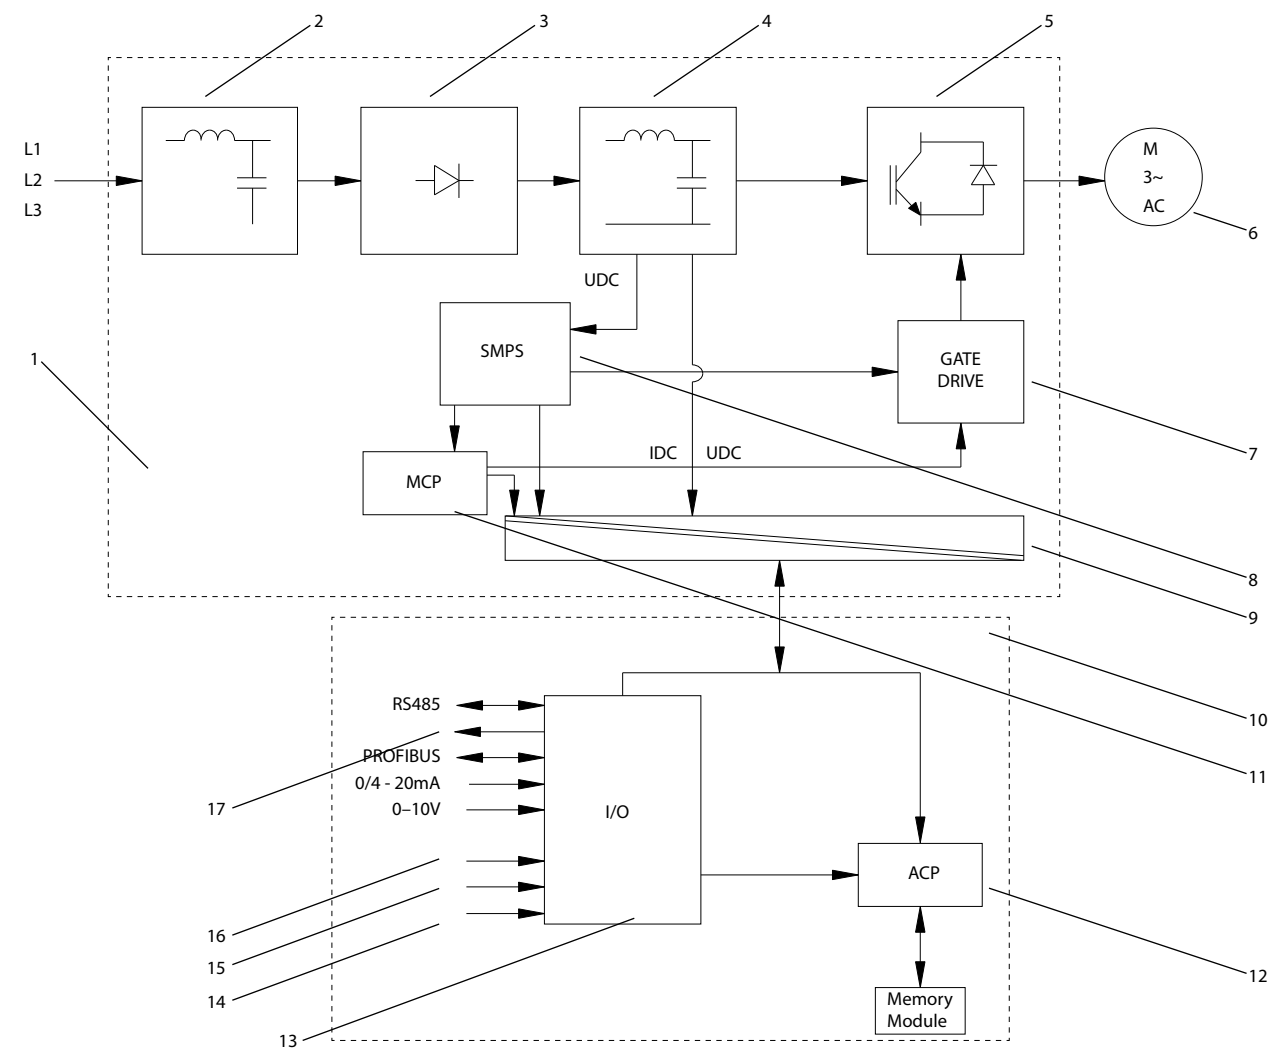 2
3
4
5
L1
L2
L3
M
3~
AC
6
UDC
SMPS
GATE
DRIVE
1
IDC
UDC
7
MCP
8
9
RS485
10
PROFIBUS
11
0/4 - 20mA
17
0–10V
I/O
ACP
16
15
12
14
Memory
Module
13